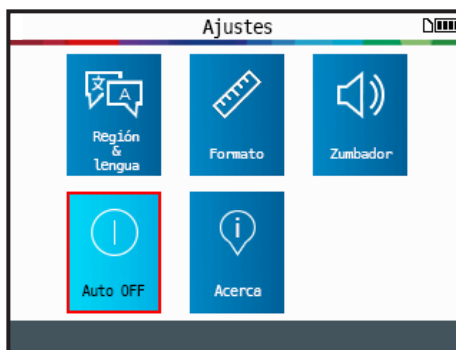 Ajustes
Región
&
lengua
Formato
Zumbador
Auto OFF
Acerca